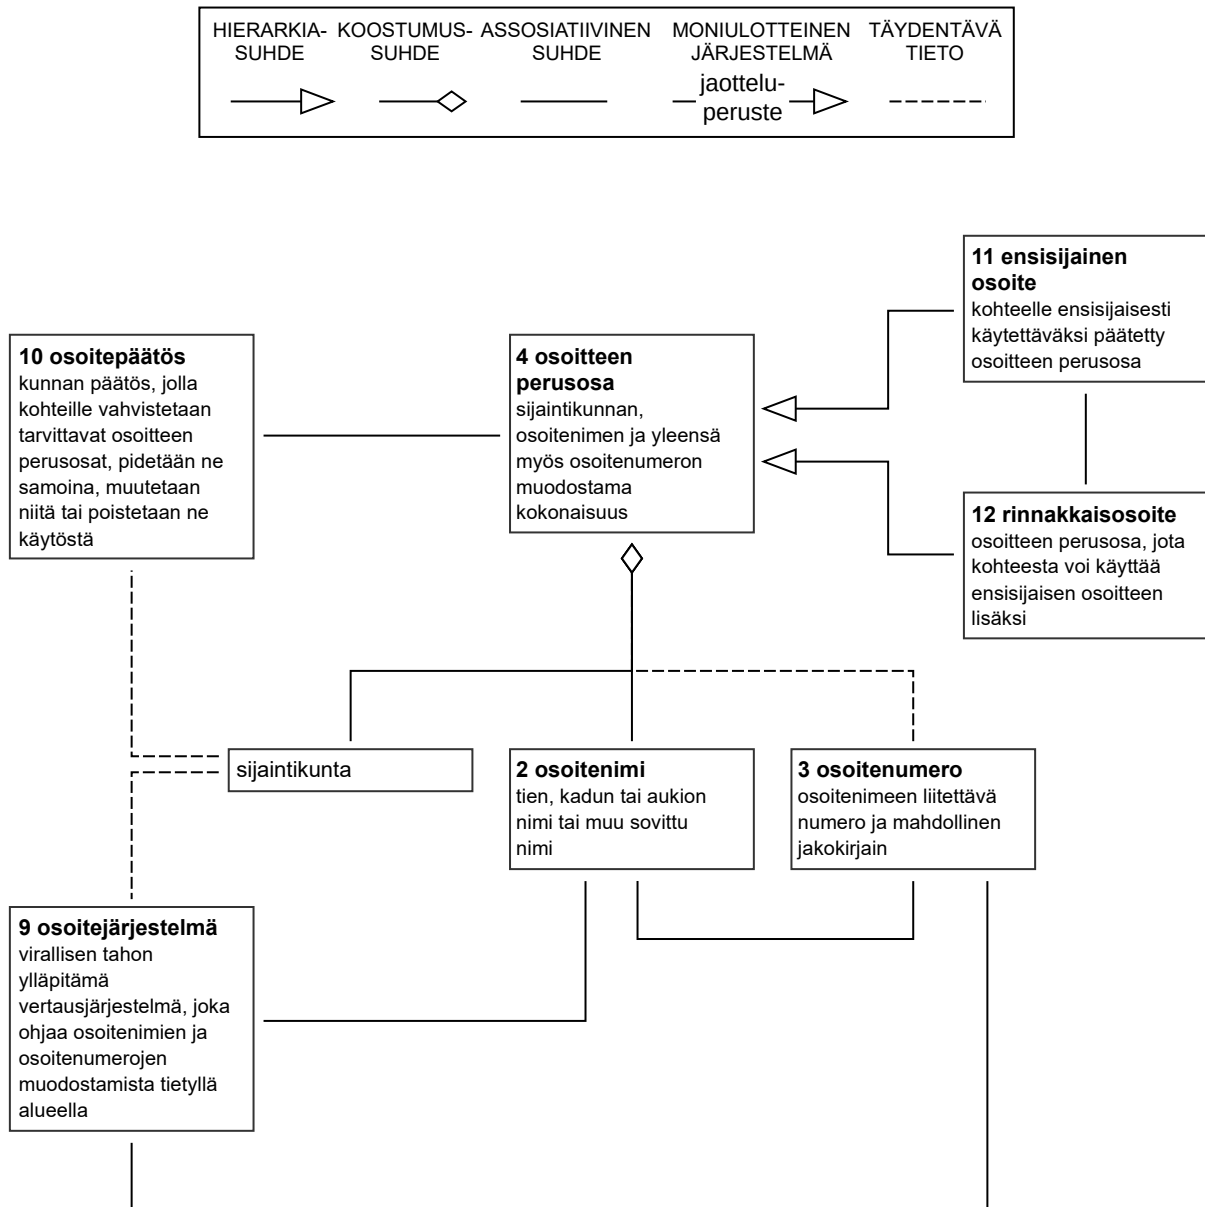 HIERARKIA-
SUHDE
KOOSTUMUS-
SUHDE
ASSOSIATIIVINEN
SUHDE
MONIULOTTEINEN
JÄRJESTELMÄ
TÄYDENTÄVÄ
TIETO
jaottelu-
peruste
11 ensisijainen
osoite
kohteelle ensisijaisesti
käytettäväksi päätetty
osoitteen perusosa
10 osoitepäätös
kunnan päätös, jolla
kohteille vahvistetaan
tarvittavat osoitteen
perusosat, pidetään ne
samoina, muutetaan
niitä tai poistetaan ne
käytöstä
4 osoitteen
perusosa
sijaintikunnan,
osoitenimen ja yleensä
myös osoitenumeron
muodostama
kokonaisuus
12 rinnakkaisosoite
osoitteen perusosa, jota
kohteesta voi käyttää
ensisijaisen osoitteen
lisäksi
sijaintikunta
2 osoitenimi
tien, kadun tai aukion
nimi tai muu sovittu
nimi
3 osoitenumero
osoitenimeen liitettävä
numero ja mahdollinen
jakokirjain
9 osoitejärjestelmä
virallisen tahon
ylläpitämä
vertausjärjestelmä, joka
ohjaa osoitenimien ja
osoitenumerojen
muodostamista tietyllä
alueella